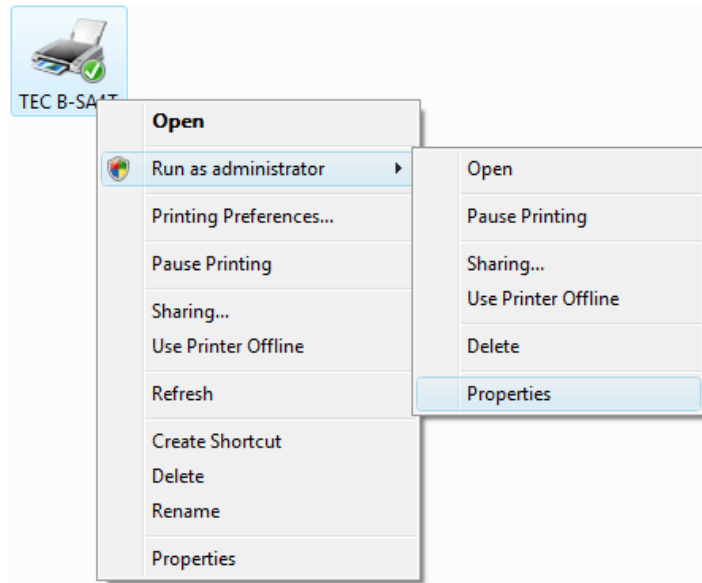 TEC B-SA4T
Open
Run as administrator
Printing Preferences...
Pause Printing
Sharing...
Use Printer Offline
Refresh
Create Shortcut
Delete
Rename
Properties
Open
Pause Printing
Sharing...
Use Printer Offline
Delete
Properties